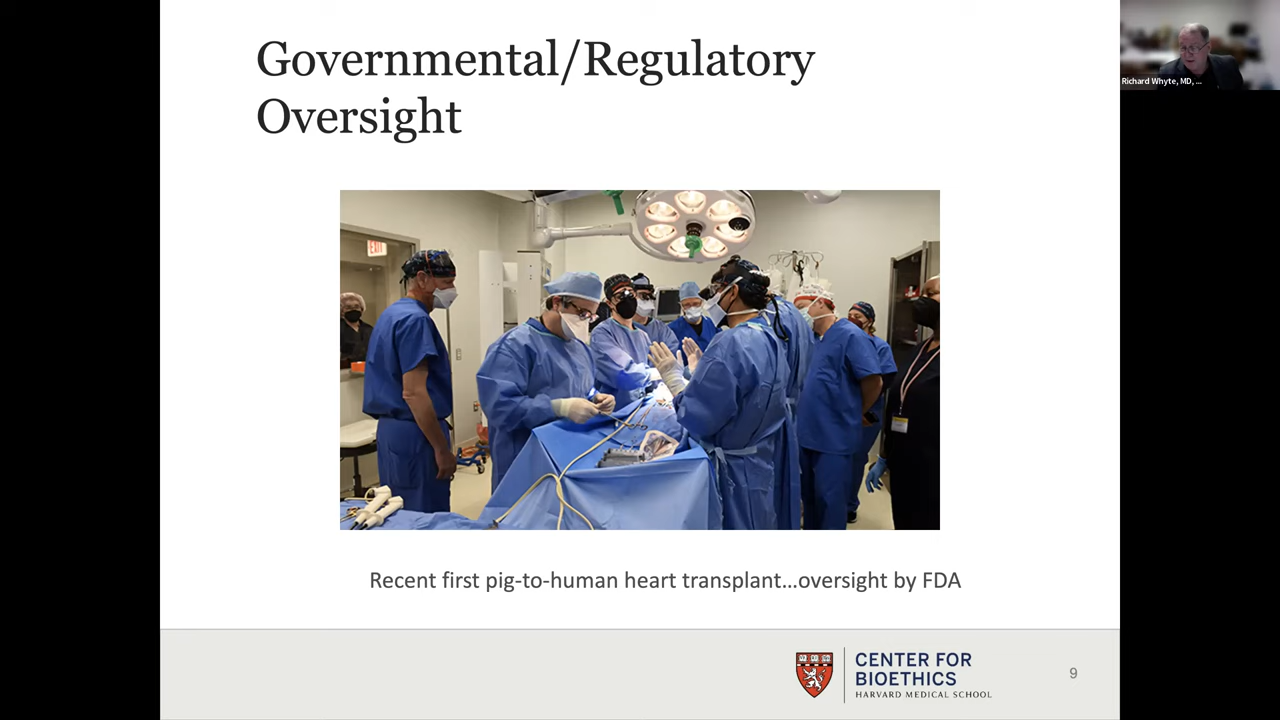 Governmental/Regulatory
Oversight
Richard Whyte, MD, ...
EXIT
Recent first pig-to-human heart transplant...oversight by FDA
CENTER FOR
BIOETHICS
HARVARD MEDICAL SCHOOL
9